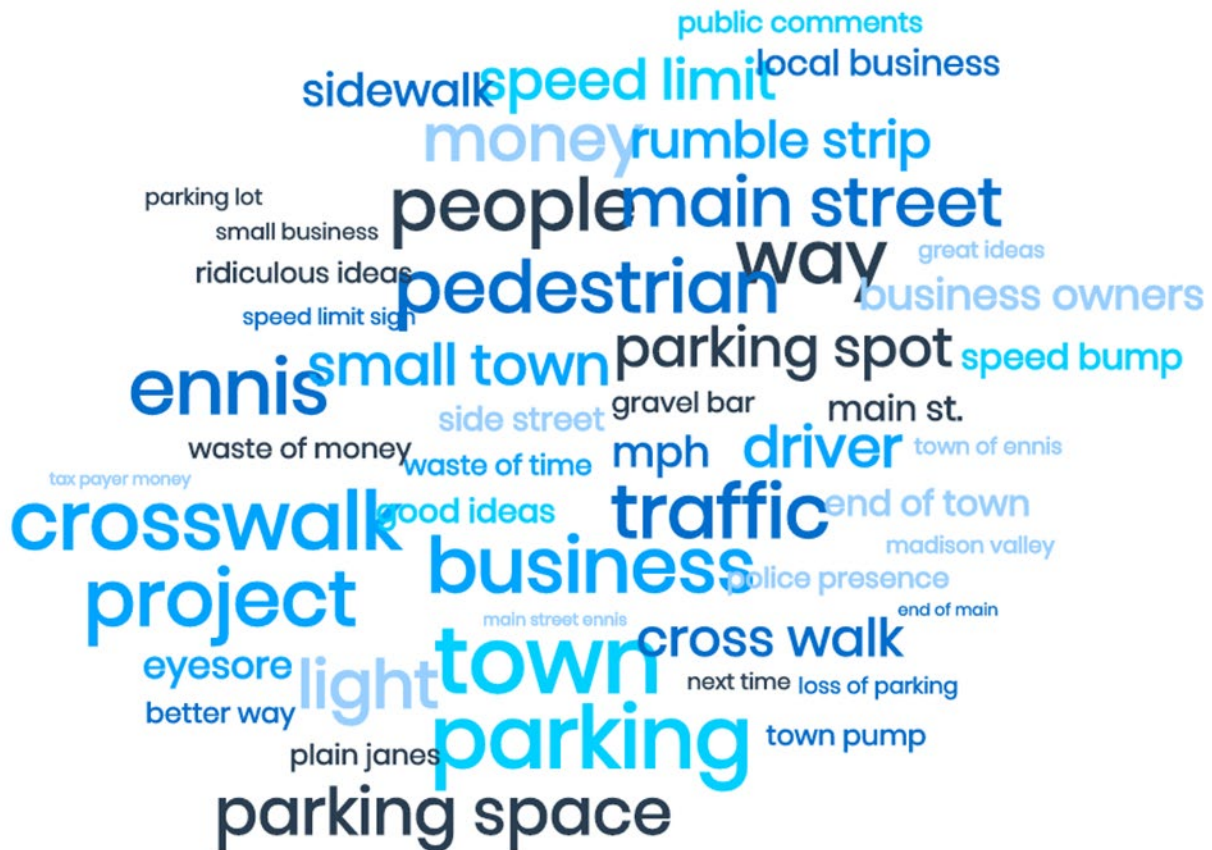 public comments
local business
speed limit
sidewalk
money
rumble strip
parking lot
people
main street
small business
way
great ideas
ridiculous ideas
pedestrian
business owners
speed limit sign
parking spot
speed bump
small town
ennis
side street
gravel bar
main st.
waste of money
waste of time
mph
driver
town of ennis
tax payer money
crosswalk
good ideas
traffic
end of town
madison valley
business
police presence
project
end of main
main street ennis
cross walk
eyesore
light
town
next time
loss of parking
better way
parking
town pump
plain janes
parking space